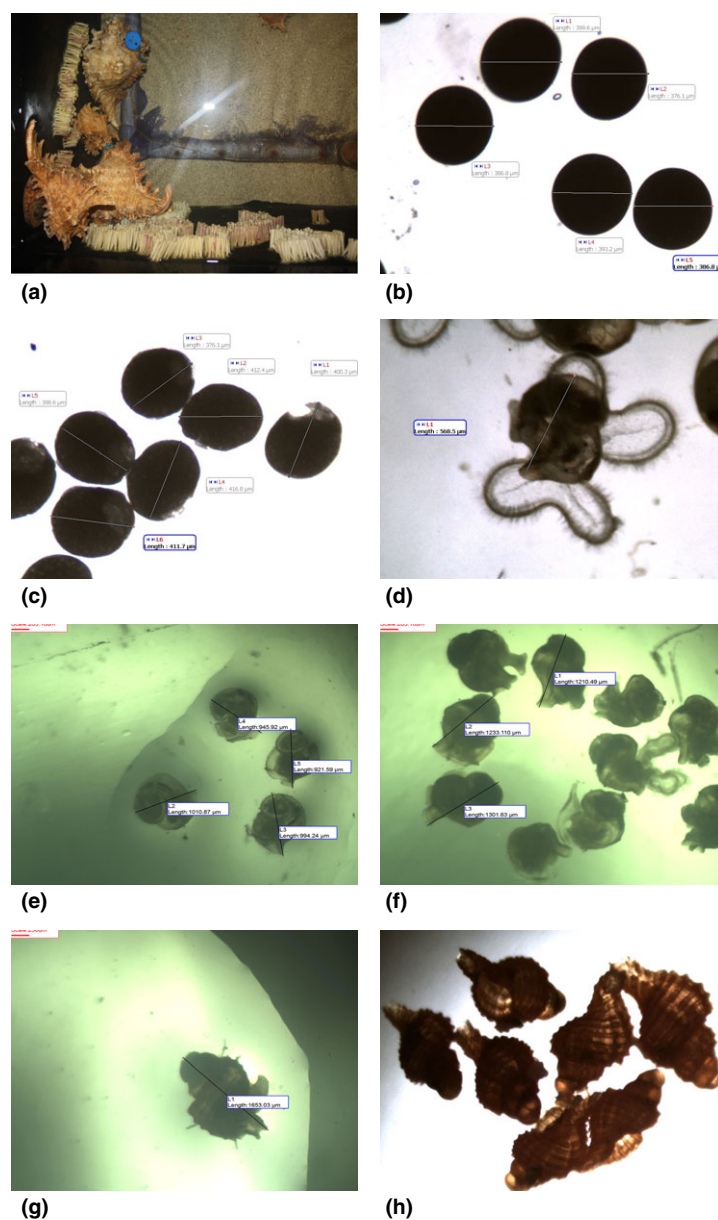 (a)
L1
Length : 388.6 µm
L2
Length : 376.1 µm
L3
Length : 386.8 µm
L4
Length : 393.2 µm
L5
Length : 386.8 µ
(b)
L3
Length : 376.1 µm
L2
Length : 412.4 µm
L1
Length : 400.3 µm
L5
Length : 388.6 µm
L4
Length : 416.8 µm
L6
Length : 411.7 µm
(c)
L1
Length : 568.5 µm
(d)
L4
Length:945.92 µm
L5
Length:921.59 µm
L2
Length:1010.87 µm
L3
Length:994.24 µm
(e)
L1
Length:1210.49 µm
L2
Length:1233.110 µm
L3
Length:1301.63 µm
(f)
L1
Length:1653.03 µm
(g)
(h)